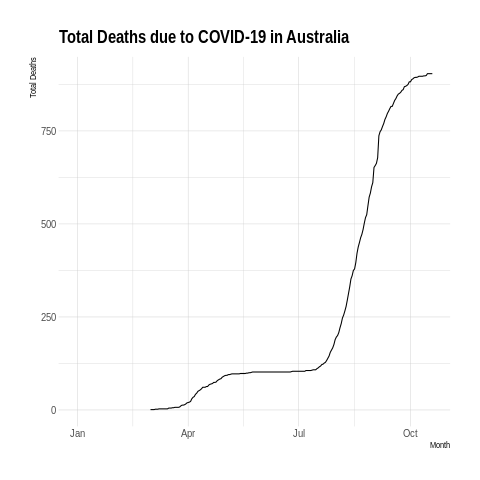 Total Deaths due to COVID-19 in Australia
Total Deaths
750
500
250
0
Jan Apr Jul Oct
Month